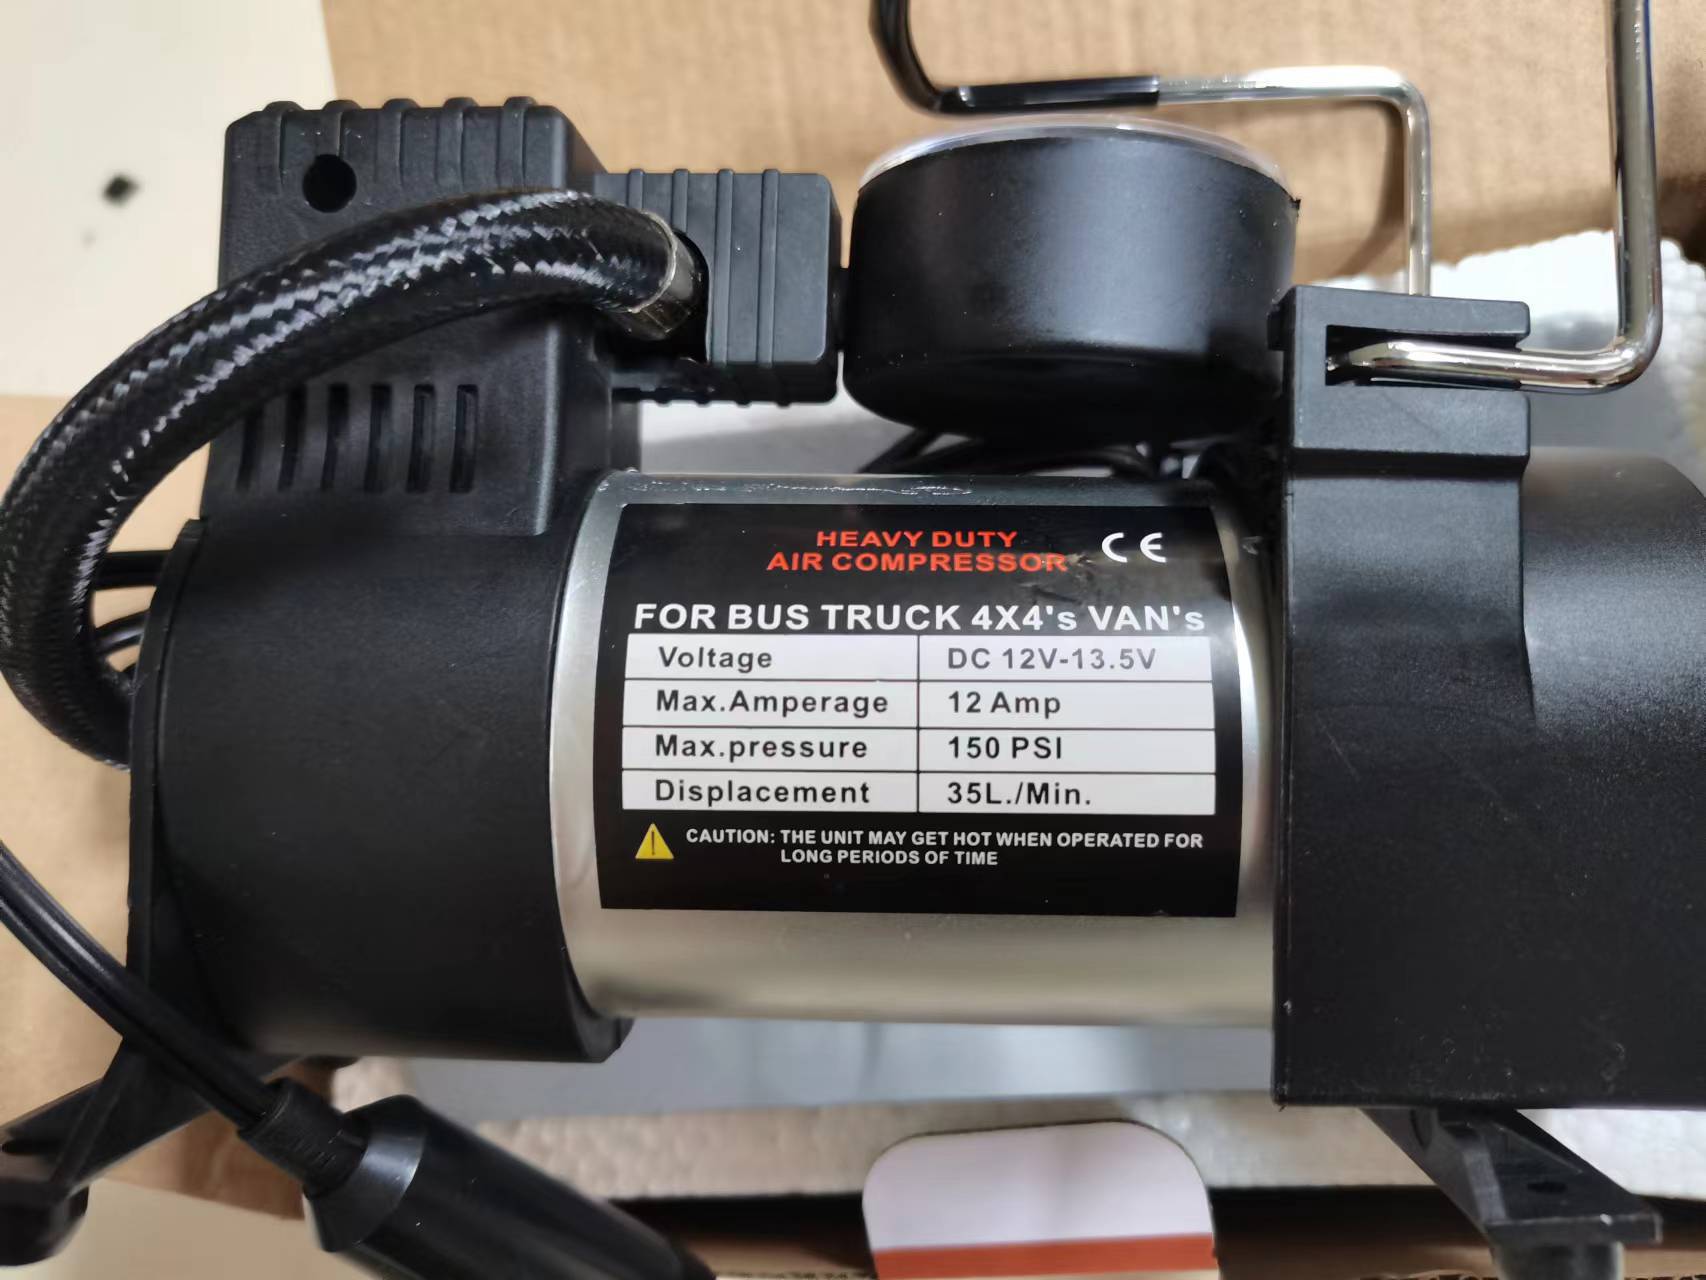 HEAVY DUTY
AIR COMPRESSOR
CE
FOR BUS TRUCK 4X4's VAN's
Voltage DC 12V-13.5V
Max.Amperage 12 Amp
Max.pressure 150 PSI
Displacement 35L./Min.
CAUTION: THE UNIT MAY GET HOT WHEN OPERATED FOR
LONG PERIODS OF TIME